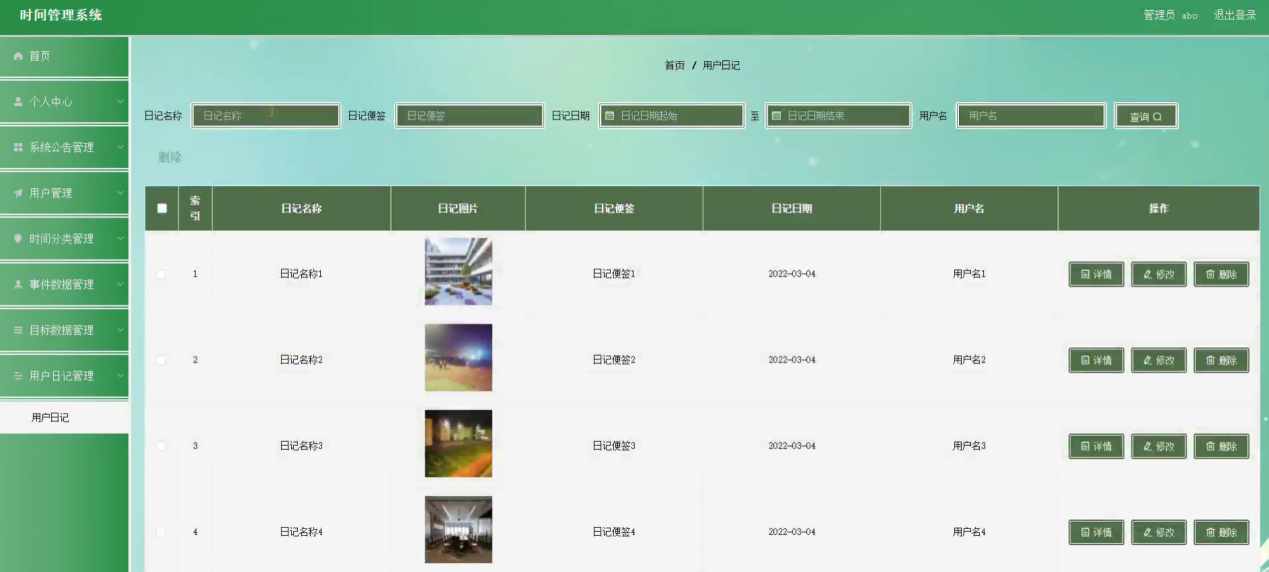 时间管理系统
管理员 abo 退出登录
首页
个人中心
系统公告管理
用户管理
时间分类管理
事件数据管理
目标数据管理
用户日记管理
用户日记
首页 / 用户日记
日记名称 日记名称 日记便签 日记便签 日记日期 日记日期起始 至 日记日期结束 用户名 用户名 查询
删除
索引 日记名称 日记图片 日记便签 日记日期 用户名 操作
1 日记名称1 日记便签1 2022-03-04 用户名1 详情 修改 删除
2 日记名称2 日记便签2 2022-03-04 用户名2 详情 修改 删除
3 日记名称3 日记便签3 2022-03-04 用户名3 详情 修改 删除
4 日记名称4 日记便签4 2022-03-04 用户名4 详情 修改 删除